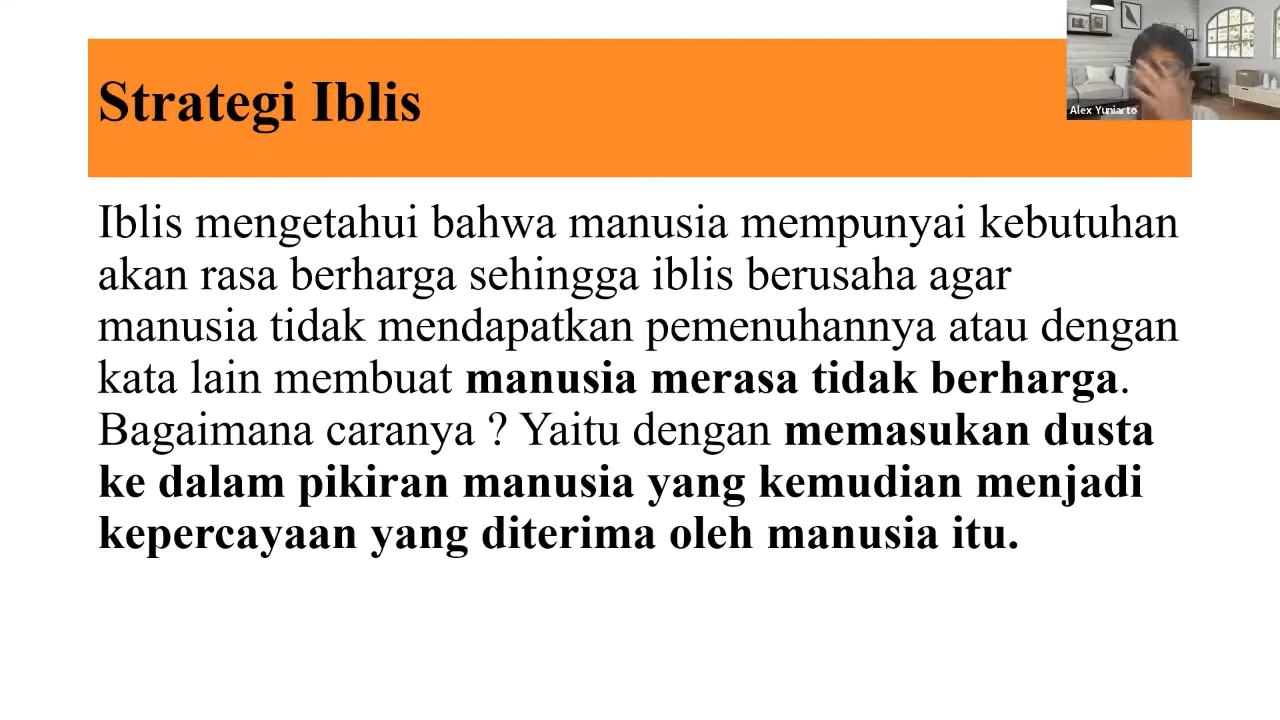 Strategi Iblis
Alex Yuniarto
Iblis mengetahui bahwa manusia mempunyai kebutuhan
akan rasa berharga sehingga iblis berusaha agar
manusia tidak mendapatkan pemenuhannya atau dengan
kata lain membuat manusia merasa tidak berharga.
Bagaimana caranya ? Yaitu dengan memasukan dusta
ke dalam pikiran manusia yang kemudian menjadi
kepercayaan yang diterima oleh manusia itu.